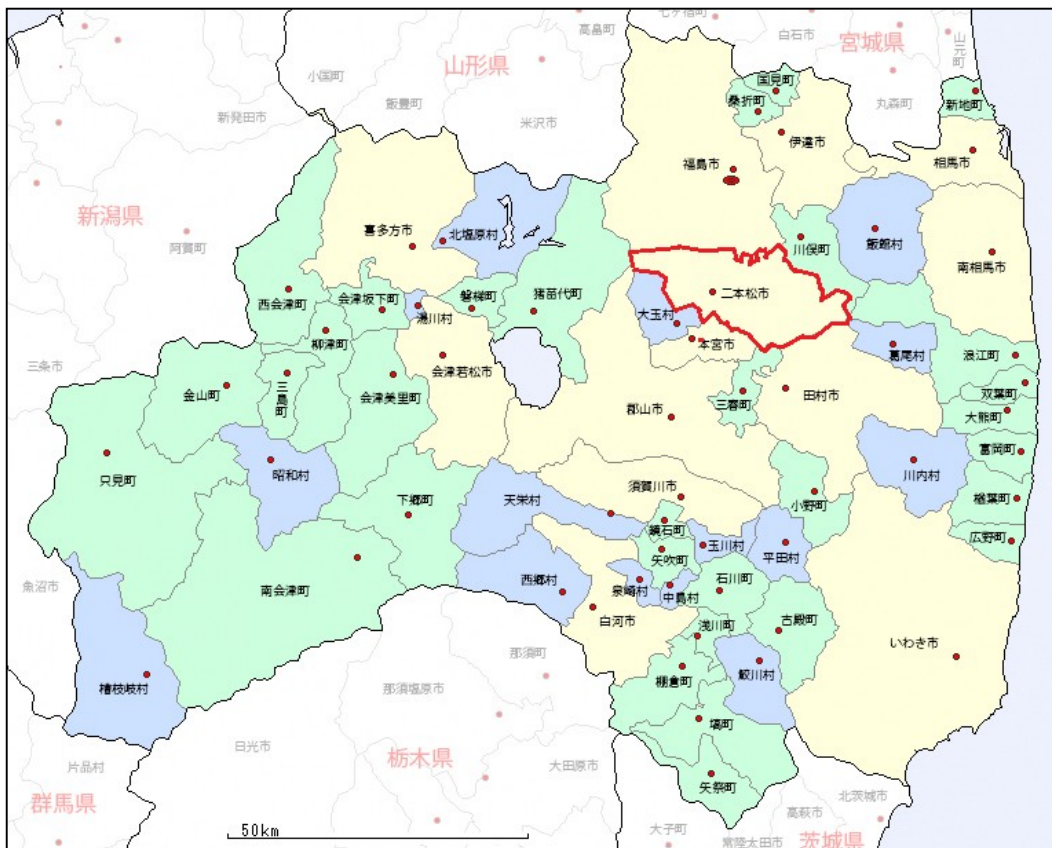 七ヶ宿町
高畠町
白石市
宮城県
山元町
山形県
小国町
国見町
飯豊町
桑折町
丸森町
新地町
新発田市
米沢市
伊達市
相馬市
福島市
新潟県
喜多方市
北塩原村
飯舘村
阿賀町
川俣町
南相馬市
西会津町
会津坂下町
磐梯町
猪苗代町
二本松市
湯川村
大玉村
柳津町
本宮市
葛尾村
浪江町
三条市
会津若松市
金山町
三島町
会津美里町
双葉町
田村市
三春町
郡山市
大熊町
富岡町
只見町
昭和村
川内村
下郷町
天栄村
須賀川市
小野町
楢葉町
鏡石町
玉川村
平田村
広野町
矢吹町
魚沼市
南会津町
西郷村
泉崎村
中島村
石川町
白河市
古殿町
浅川町
いわき市
那須町
檜枝岐村
那須塩原市
棚倉町
鮫川村
塙町
日光市
栃木県
片品村
大田原市
矢祭町
群馬県
北茨城市
高萩市
50km
大子町
常陸太田市
茨城県